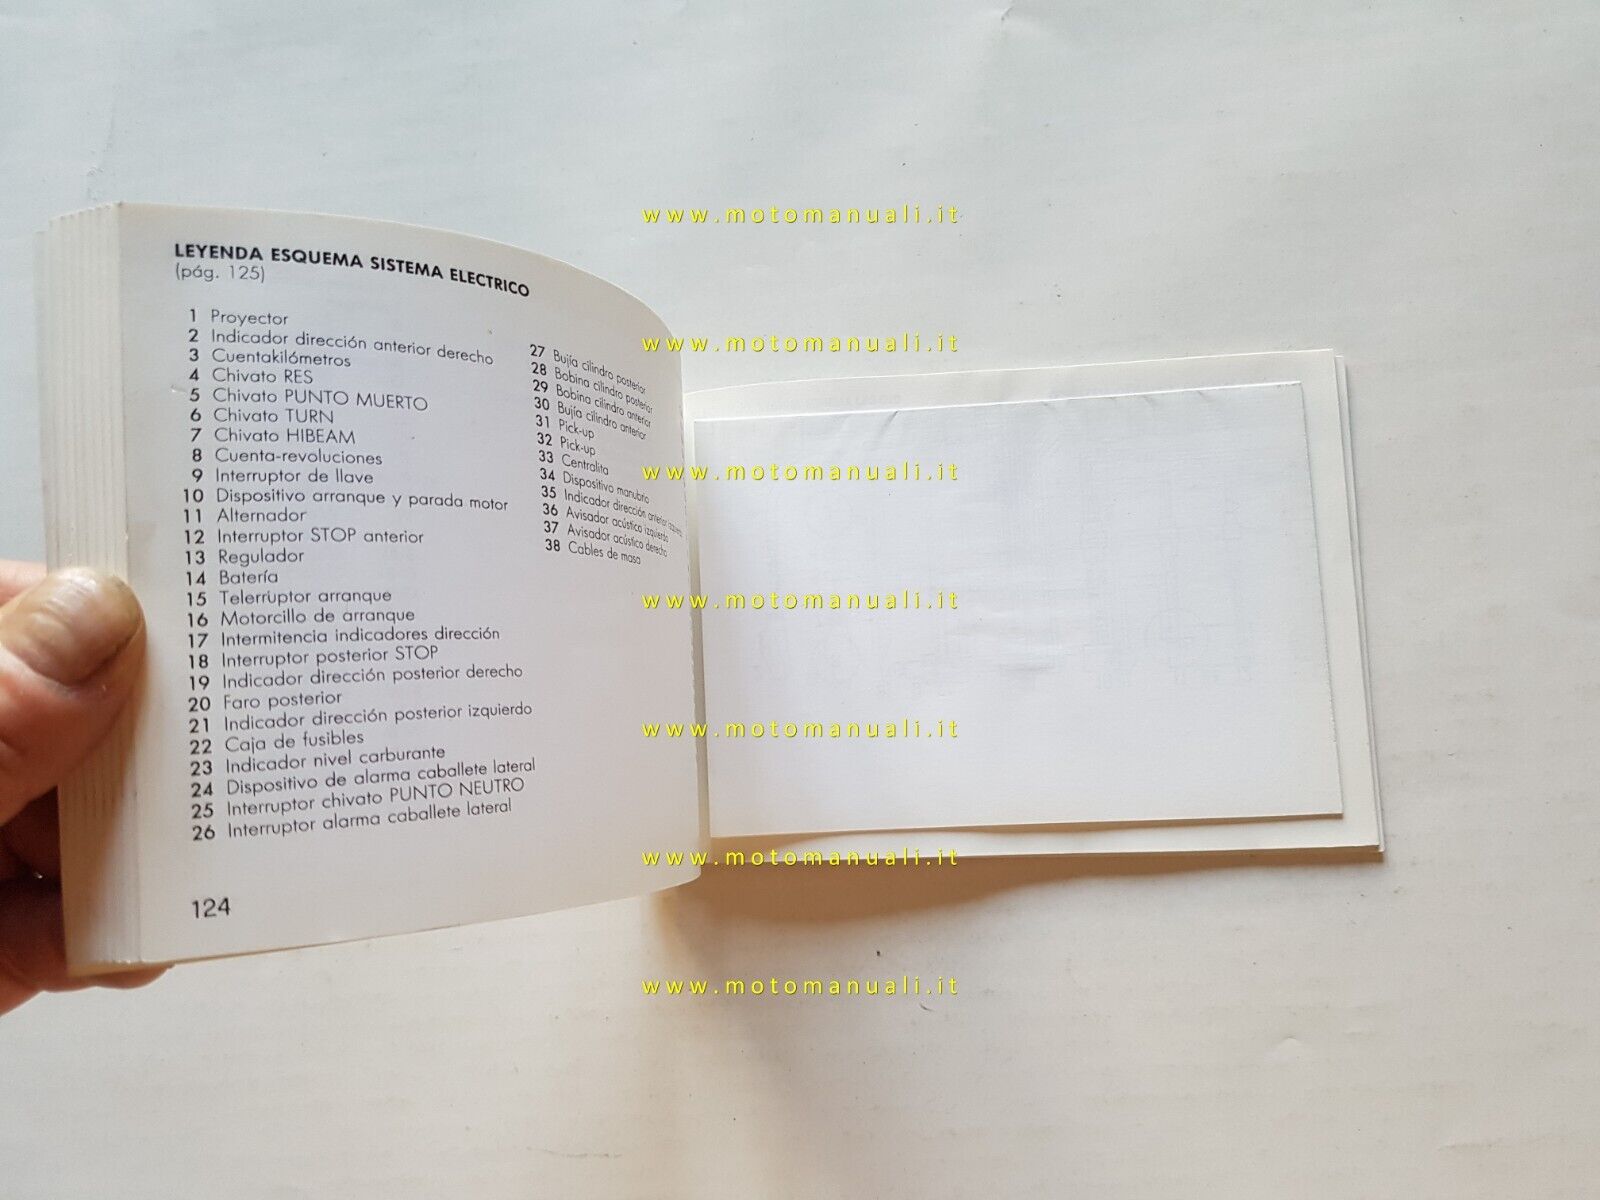 LEYENDA ESQUEMA SISTEMA ELECTRICO
(pág. 125)
1 Proyector
2 Indicador dirección anterior derecho
3 Cuentakilómetros
4 Chivato RES
5 Chivato PUNTO MUERTO
6 Chivato TURN
7 Chivato HIBEAM
8 Cuenta-revoluciones
9 Interruptor de llave
10 Dispositivo arranque y parada motor
11 Alternador
12 Interruptor STOP anterior
13 Regulador
14 Batería
15 Telerruptor arranque
16 Motorcillo de arranque
17 Intermitencia indicadores dirección
18 Interruptor posterior STOP
19 Indicador dirección posterior derecho
20 Faro posterior
21 Indicador dirección posterior izquierdo
22 Caja de fusibles
23 Indicador nivel carburante
24 Dispositivo de alarma caballete lateral
25 Interruptor chivato PUNTO NEUTRO
26 Interruptor alarma caballete lateral
27 Bujía cilindro posterior
28 Bobina cilindro posterior
29 Bobina cilindro anterior
30 Bujía cilindro anterior
31 Pick-up
32 Pick-up
33 Centralita
34 Dispositivo manubrio
35 Indicador dirección anterior
36 Avisador acústico izquierdo
37 Avisador acústico derecho
38 Cables de masa
124
www.motomanuali.it
www.motomanuali.it
www.motomanuali.it
www.motomanuali.it
www.motomanuali.it
www.motomanuali.it
www.motomanuali.it